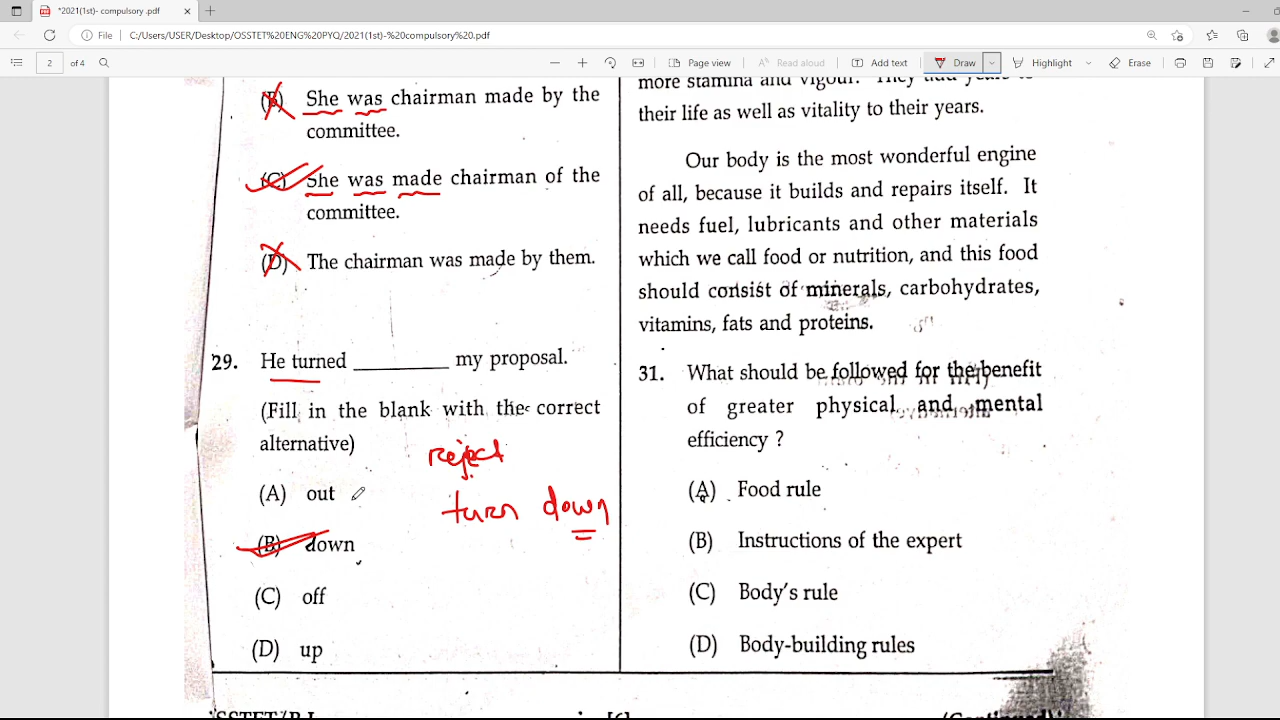 *2021(1st)- compulsory .pdf
File
C:/Users/USER/Desktop/OSSTET%20ENG%20PYQ/2021(1st)-%20compulsory%20.pdf
2 of 4
Page view
Read aloud
Add text
Draw
Highlight
Erase
(B) She was chairman made by the
committee.
(C) She was made chairman of the
committee.
(D) The chairman was made by them.
29. He turned ________ my proposal.
(Fill in the blank with the correct
alternative)
reject
turn down
(A) out
(B) down
(C) off
(D) up
more stamina and vigour. They add years to
their life as well as vitality to their years.
Our body is the most wonderful engine
of all, because it builds and repairs itself. It
needs fuel, lubricants and other materials
which we call food or nutrition, and this food
should consist of minerals, carbohydrates,
vitamins, fats and proteins.
31. What should be followed for the benefit
of greater physical and mental
efficiency ?
(A) Food rule
(B) Instructions of the expert
(C) Body's rule
(D) Body-building rules
[6]
(Continued)